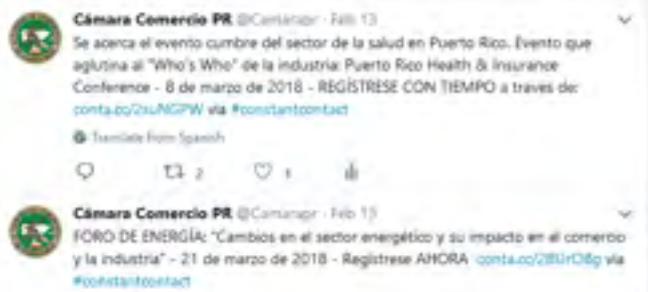 Cámara Comercio PR @Camarapr · Feb 13
Se acerca el evento cumbre del sector de la salud en Puerto Rico. Evento que
aglutina al "Who's Who" de la industria: Puerto Rico Health & Insurance
Conference - 8 de marzo de 2018 - REGÍSTRESE CON TIEMPO a traves de:
conta.cc/2xuNGPW via #constantcontact
Translate from Spanish
2 1
Cámara Comercio PR @Camarapr · Feb 13
FORO DE ENERGÍA: "Cambios en el sector energético y su impacto en el comercio
y la industria" - 21 de marzo de 2018 - Regístrese AHORA via
#constantcontact